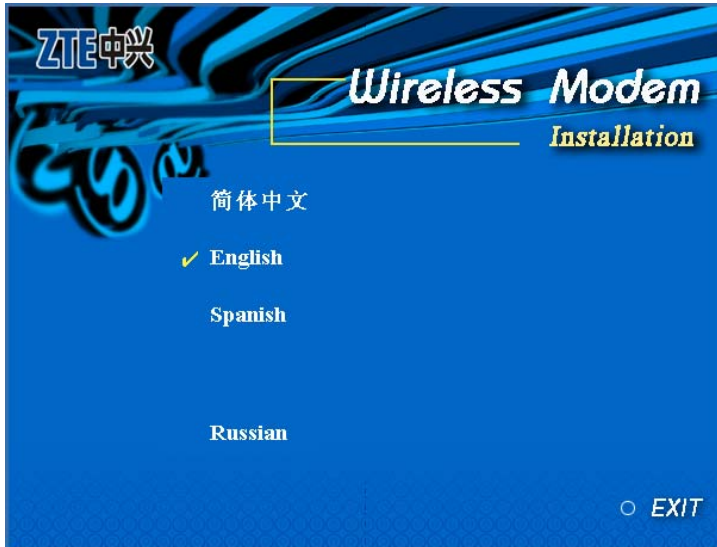 ZTE中兴
Wireless Modem
Installation
简体中文
English
Spanish
Russian
EXIT